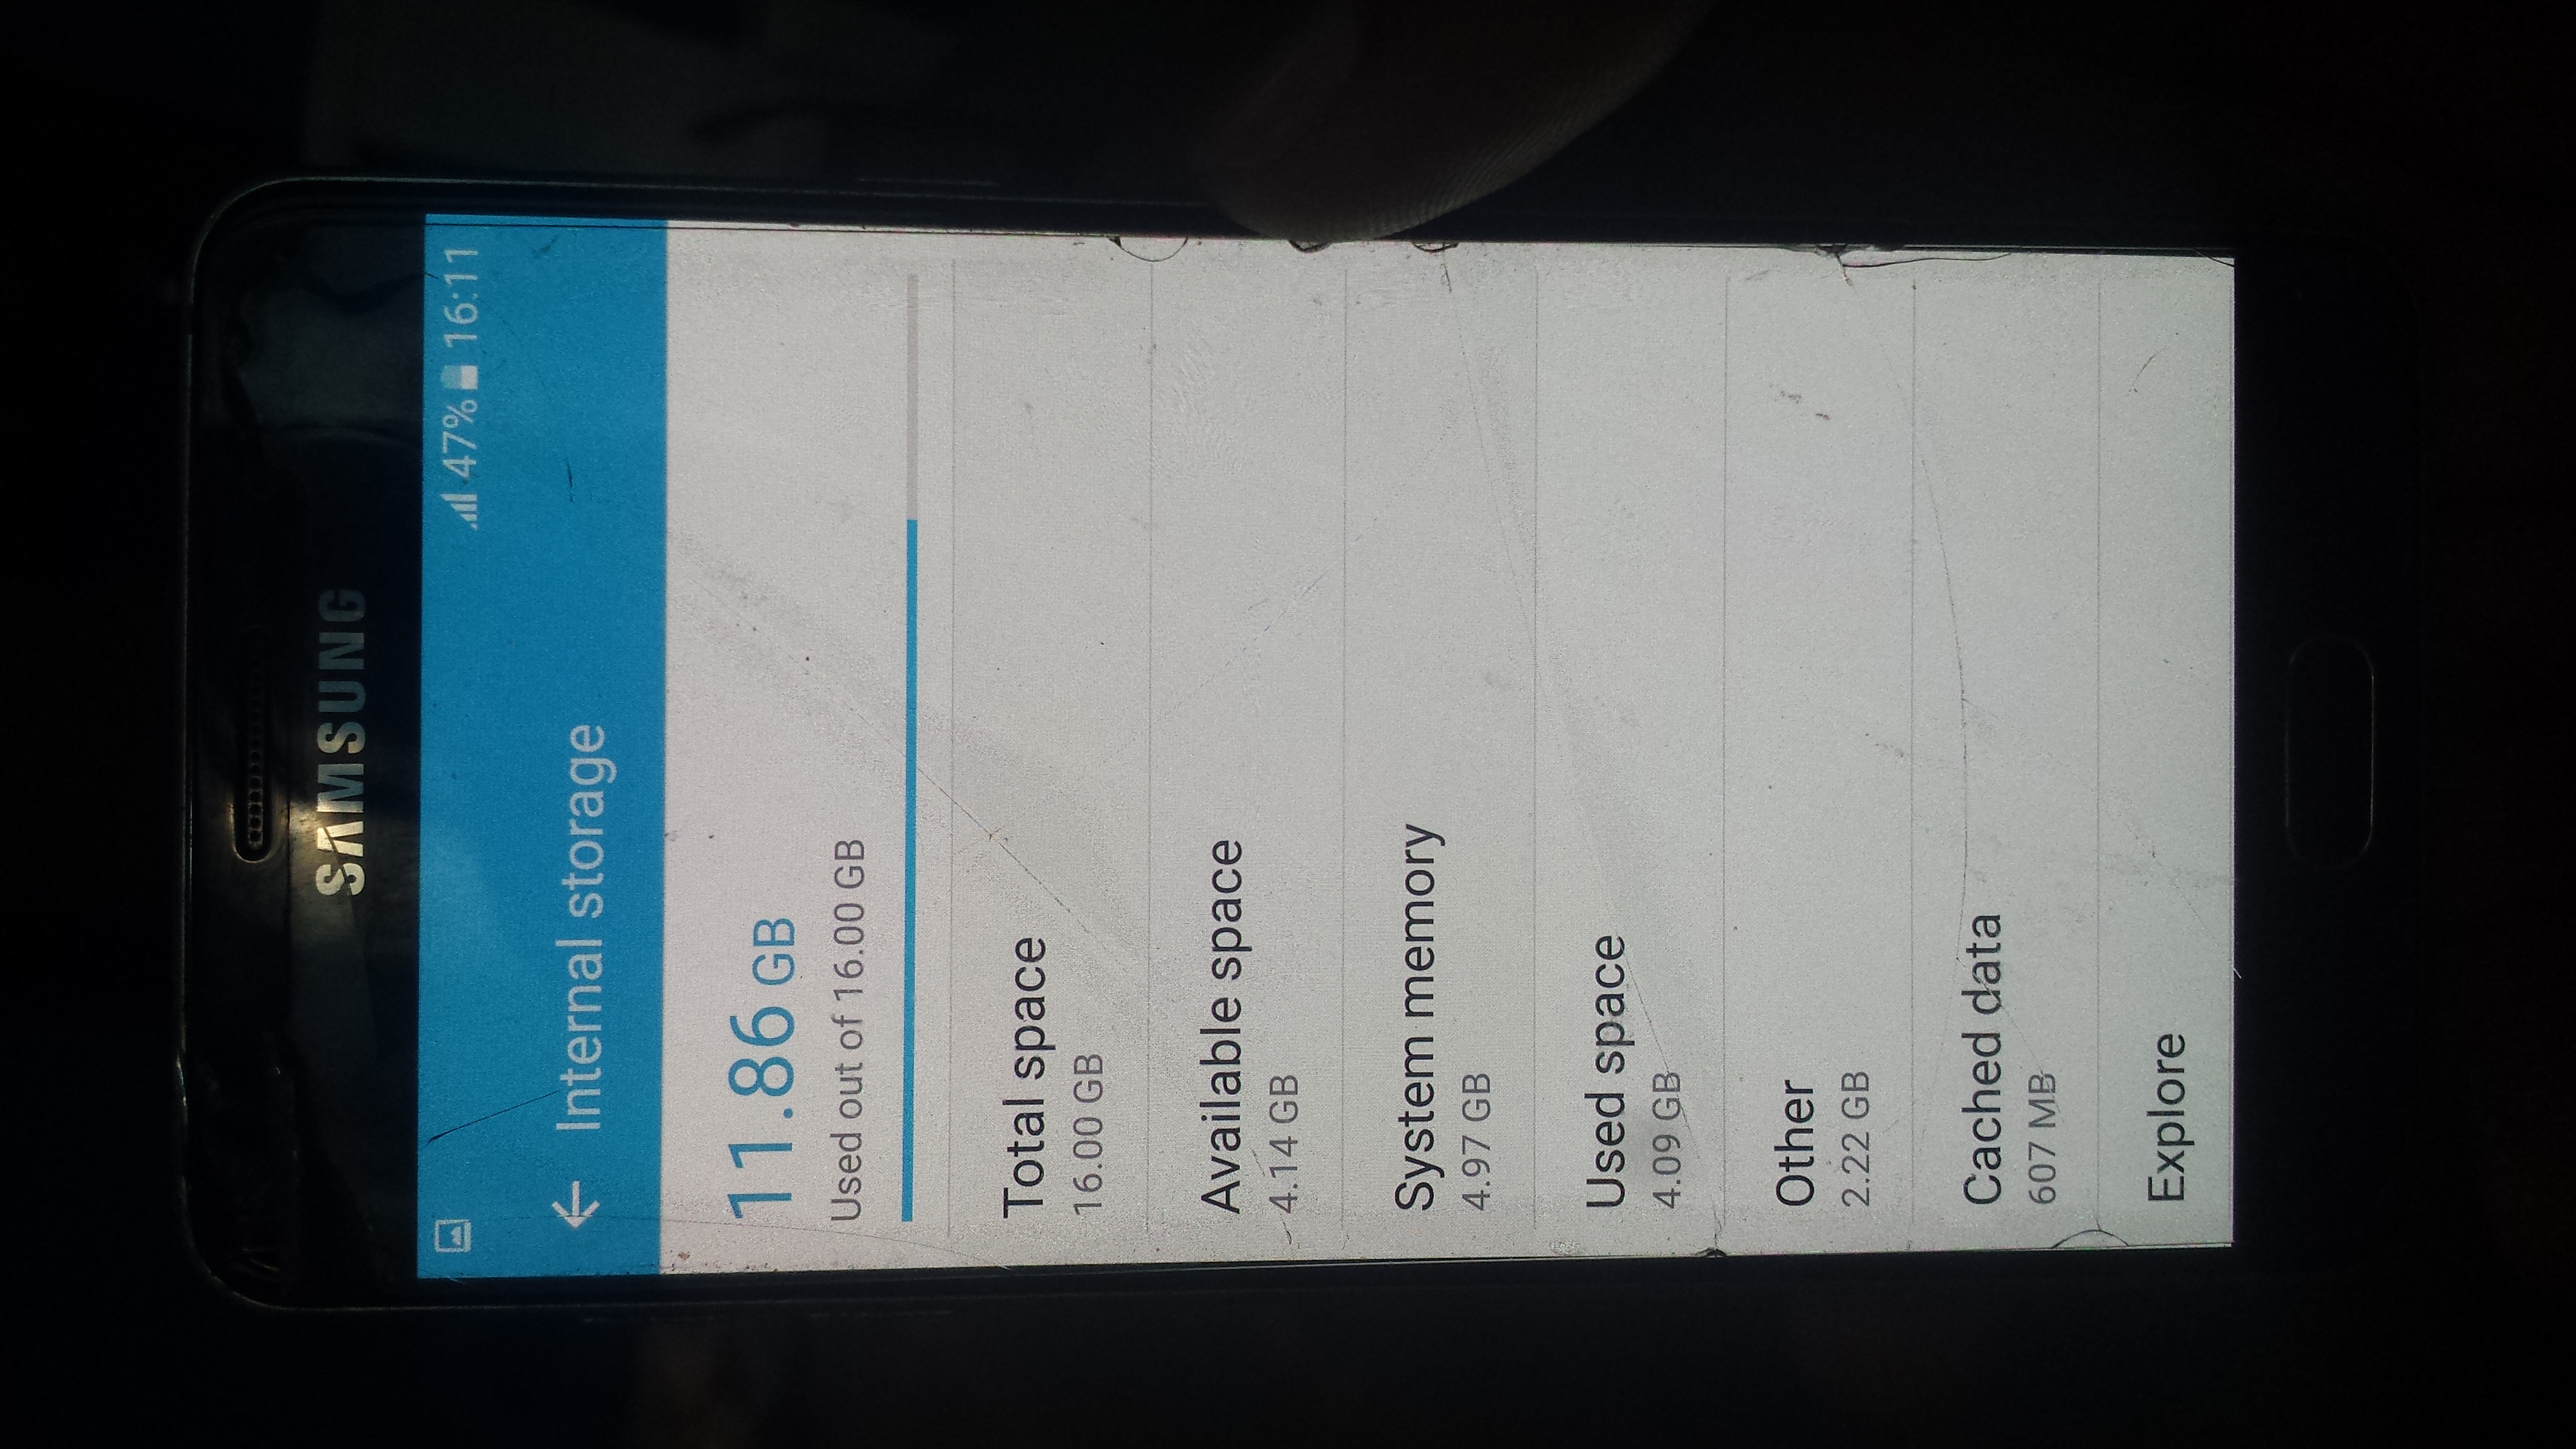 SAMSUNG
47% 16:11
Internal storage
11.86 GB
Used out of 16.00 GB
Total space
16.00 GB
Available space
4.14 GB
System memory
4.97 GB
Used space
4.09 GB
Other
2.22 GB
Cached data
607 MB
Explore